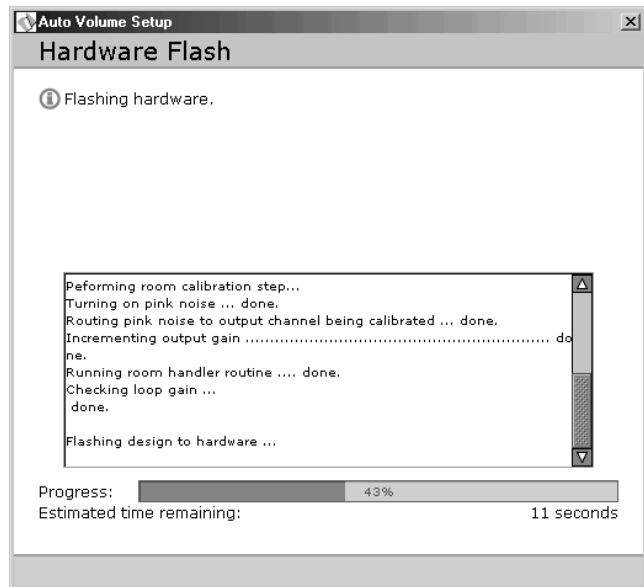 Auto Volume Setup
Hardware Flash
Flashing hardware.
Peforming room calibration step...
Turning on pink noise ... done.
Routing pink noise to output channel being calibrated ... done.
Incrementing output gain ............................................................. do
ne.
Running room handler routine .... done.
Checking loop gain ...
done.
Flashing design to hardware ...
Progress: 43%
Estimated time remaining: 11 seconds